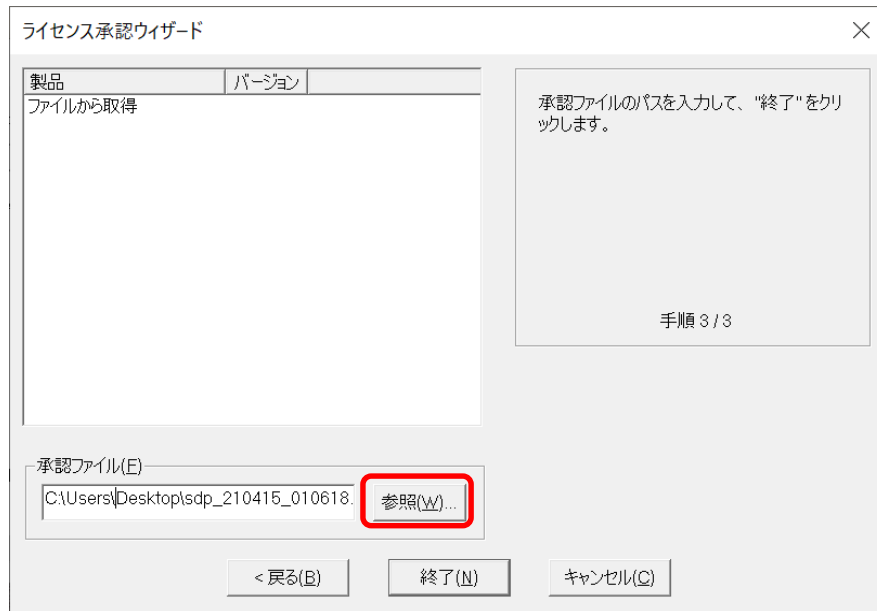 ライセンス承認ウィザード
製品 バージョン
ファイルから取得
承認ファイルのパスを入力して、"終了"をクリ
ックします。
手順 3 / 3
承認ファイル(F)
C:\Users\Desktop\sdp_210415_010618.
参照(W)...
< 戻る(B) 終了(N) キャンセル(C)